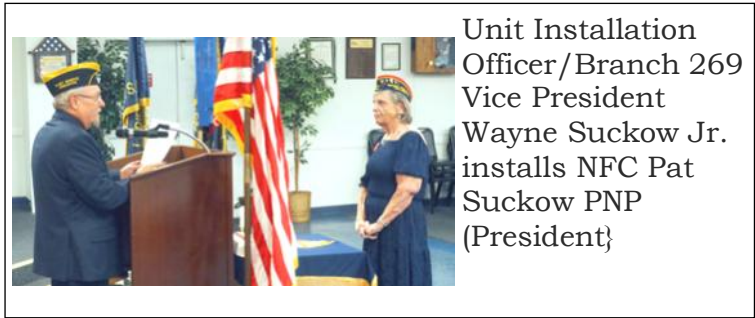 Unit Installation
Officer/Branch 269
Vice President
Wayne Suckow Jr.
installs NFC Pat
Suckow PNP
(President}